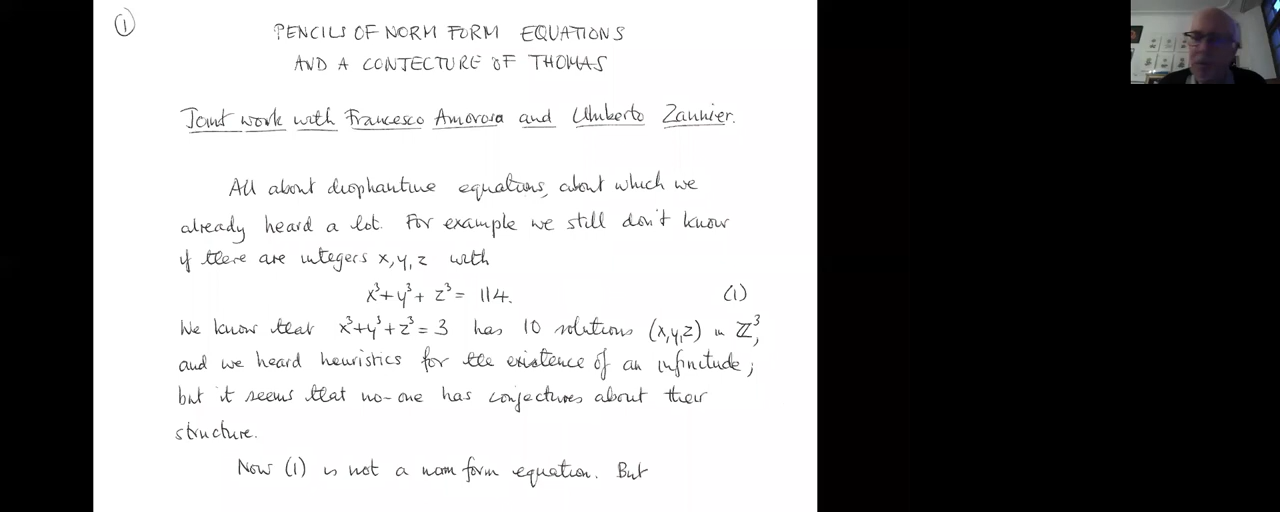 ①
PENCILS OF NORM FORM EQUATIONS
AND A CONJECTURE OF THOMAS
Joint work with Francesco Amoroso and Umberto Zannier.
All about diophantine equations, about which we
already heard a lot. For example we still don't know
if there are integers x,y,z with
x³+y³+z³= 114. (1)
We know that x³+y³+z³=3 has 10 solutions (x,y,z) in ℤ³,
and we heard heuristics for the existence of an infinitude;
but it seems that no-one has conjectures about their
structure.
Now (1) is not a norm form equation. But